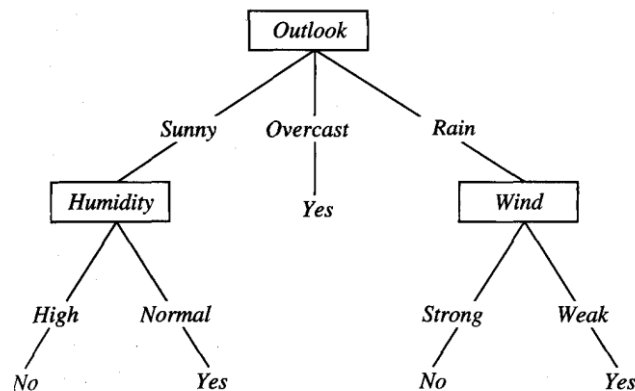 Outlook
Sunny Overcast Rain
Humidity Yes Wind
High Normal Strong Weak
No Yes No Yes